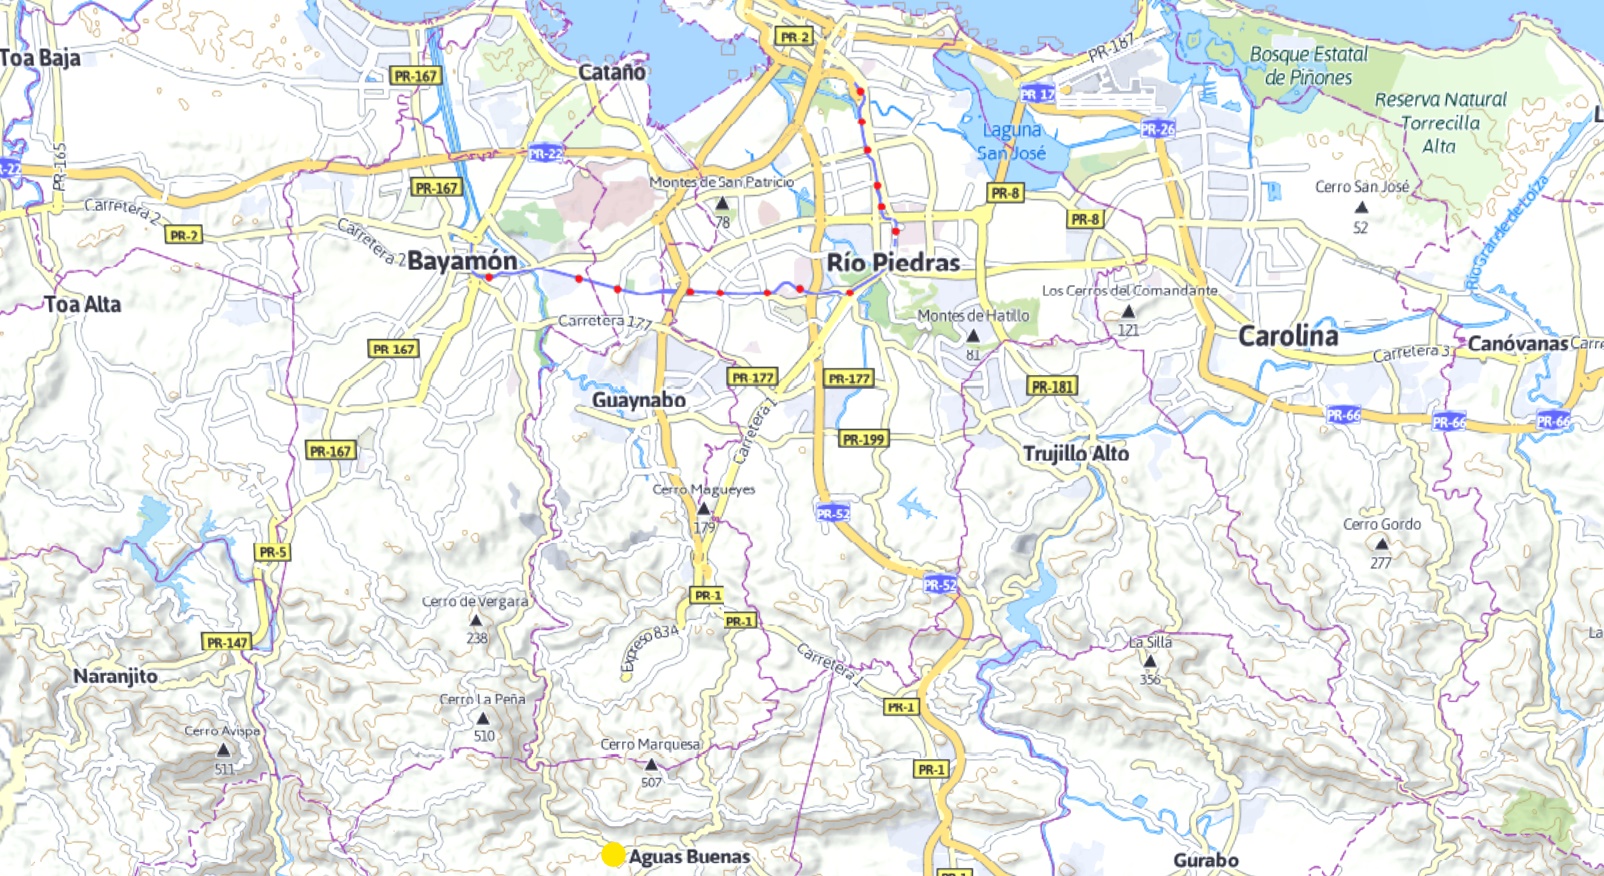 Toa Baja
PR-167
Cataño
PR 2
PR-187
PR 17
Bosque Estatal
de Piñones
Reserva Natural
Torrecilla
Alta
PR-26
Laguna
San José
PR-22
PR-165
PR-167
Montes de San Patricio
78
PR-8
PR-8
Cerro San José
52
Río Grande de Loíza
Carretera 2
PR-2
Carretera 2
Bayamón
Río Piedras
Toa Alta
Los Cerros del Comandante
121
Montes de Hatillo
81
Carretera 177
Carolina
Canóvanas
Carretera 3
PR 167
PR-177
PR-177
PR-181
Guaynabo
Carretera 1
PR-66
PR-66
PR-66
PR-199
PR-167
Trujillo Alto
Cerro Magueyes
179
PR-52
Cerro Gordo
277
PR-5
PR-52
PR-1
Cerro de Vergara
238
PR-1
PR-147
Expreso 834
Carretera 1
La Silla
356
Naranjito
Cerro La Peña
510
PR-1
Cerro Avispa
511
Cerro Marquesa
507
PR-1
Aguas Buenas
Gurabo